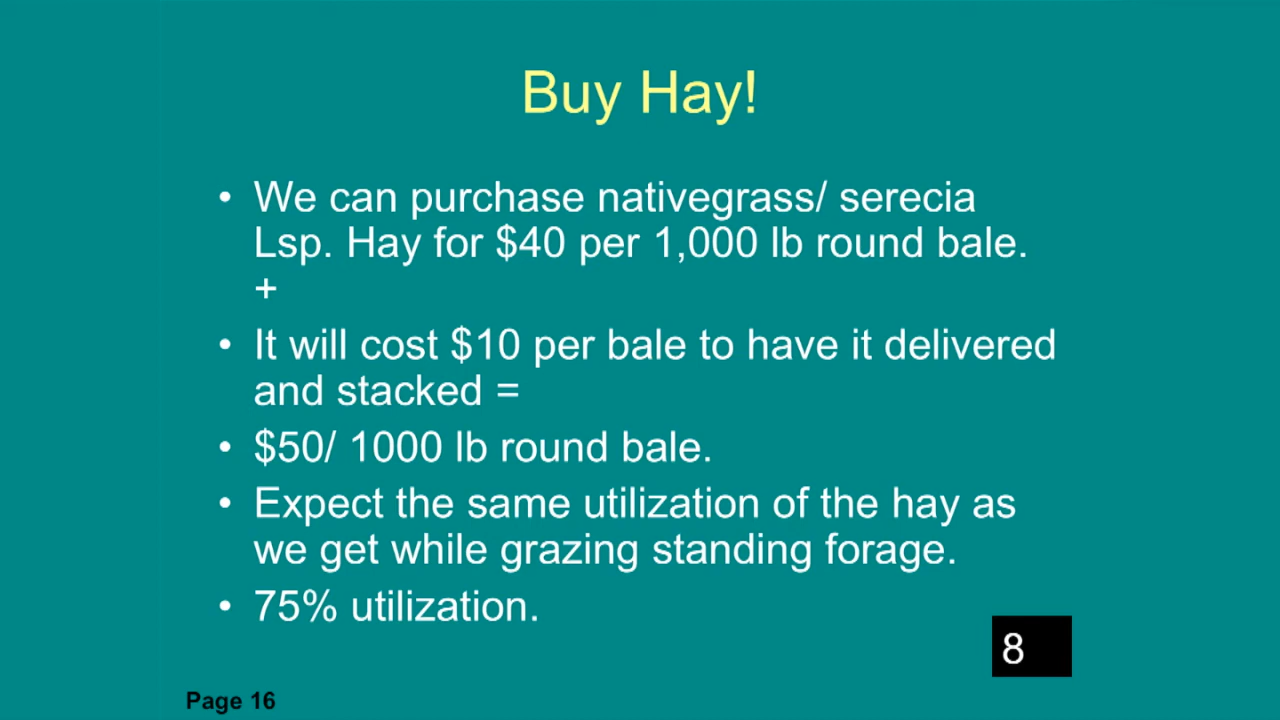 Buy Hay!
• We can purchase nativegrass/ serecia
Lsp. Hay for $40 per 1,000 lb round bale.
+
• It will cost $10 per bale to have it delivered
and stacked =
• $50/ 1000 lb round bale.
• Expect the same utilization of the hay as
we get while grazing standing forage.
• 75% utilization.
8
Page 16